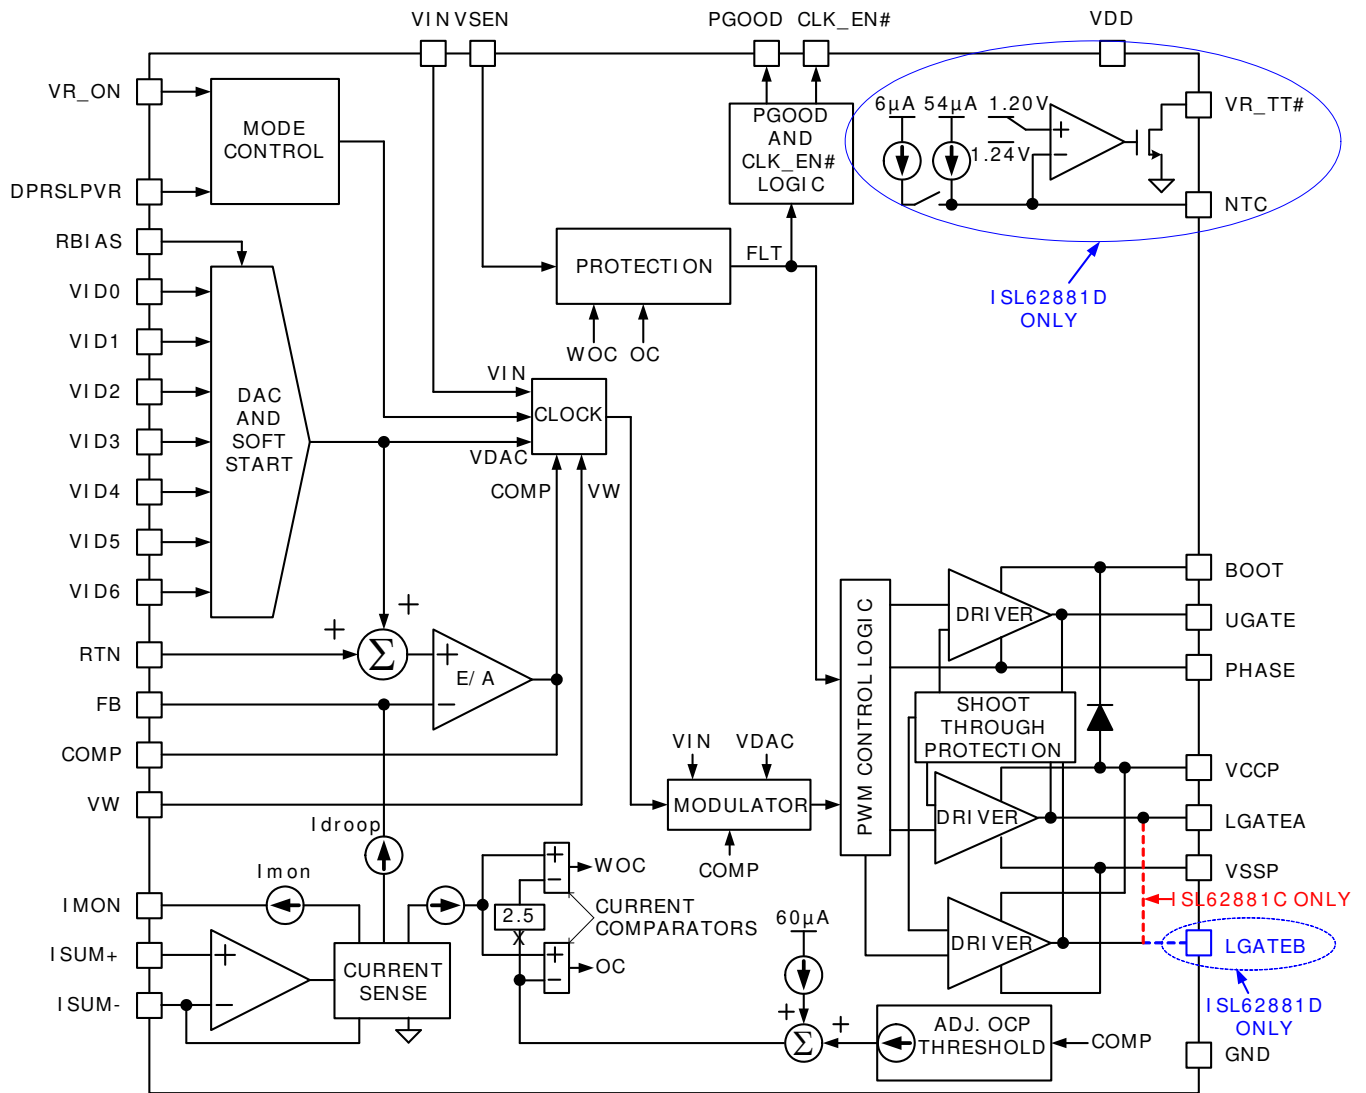 VIN VSEN PGOOD CLK_EN# VDD
VR_ON
DPRSLPVR
MODE
CONTROL
RBIAS
VID0
VID1
VID2
VID3
VID4
VID5
VID6
DAC
AND
SOFT
START
RTN
FB
COMP
VW
IMON
ISUM+
ISUM-
PGOOD
AND
CLK_EN#
LOGIC
6µA 54µA 1.20V
1.24V
+
−
VR_TT#
NTC
ISL62881D
ONLY
PROTECTION
FLT
WOC OC
VIN
CLOCK
VDAC
COMP VW
+
+
Σ
+
−
E/A
Idroop
Imon
+
−
CURRENT
SENSE
2.5
X
+
−
WOC
CURRENT
COMPARATORS
+
−
OC
VIN VDAC
MODULATOR
COMP
60µA
+
+
Σ
ADJ. OCP
THRESHOLD
COMP
PWM CONTROL LOGIC
DRIVER
SHOOT
THROUGH
PROTECTION
DRIVER
DRIVER
BOOT
UGATE
PHASE
VCCP
LGATEA
VSSP
ISL62881C ONLY
LGATEB
ISL62881D
ONLY
GND